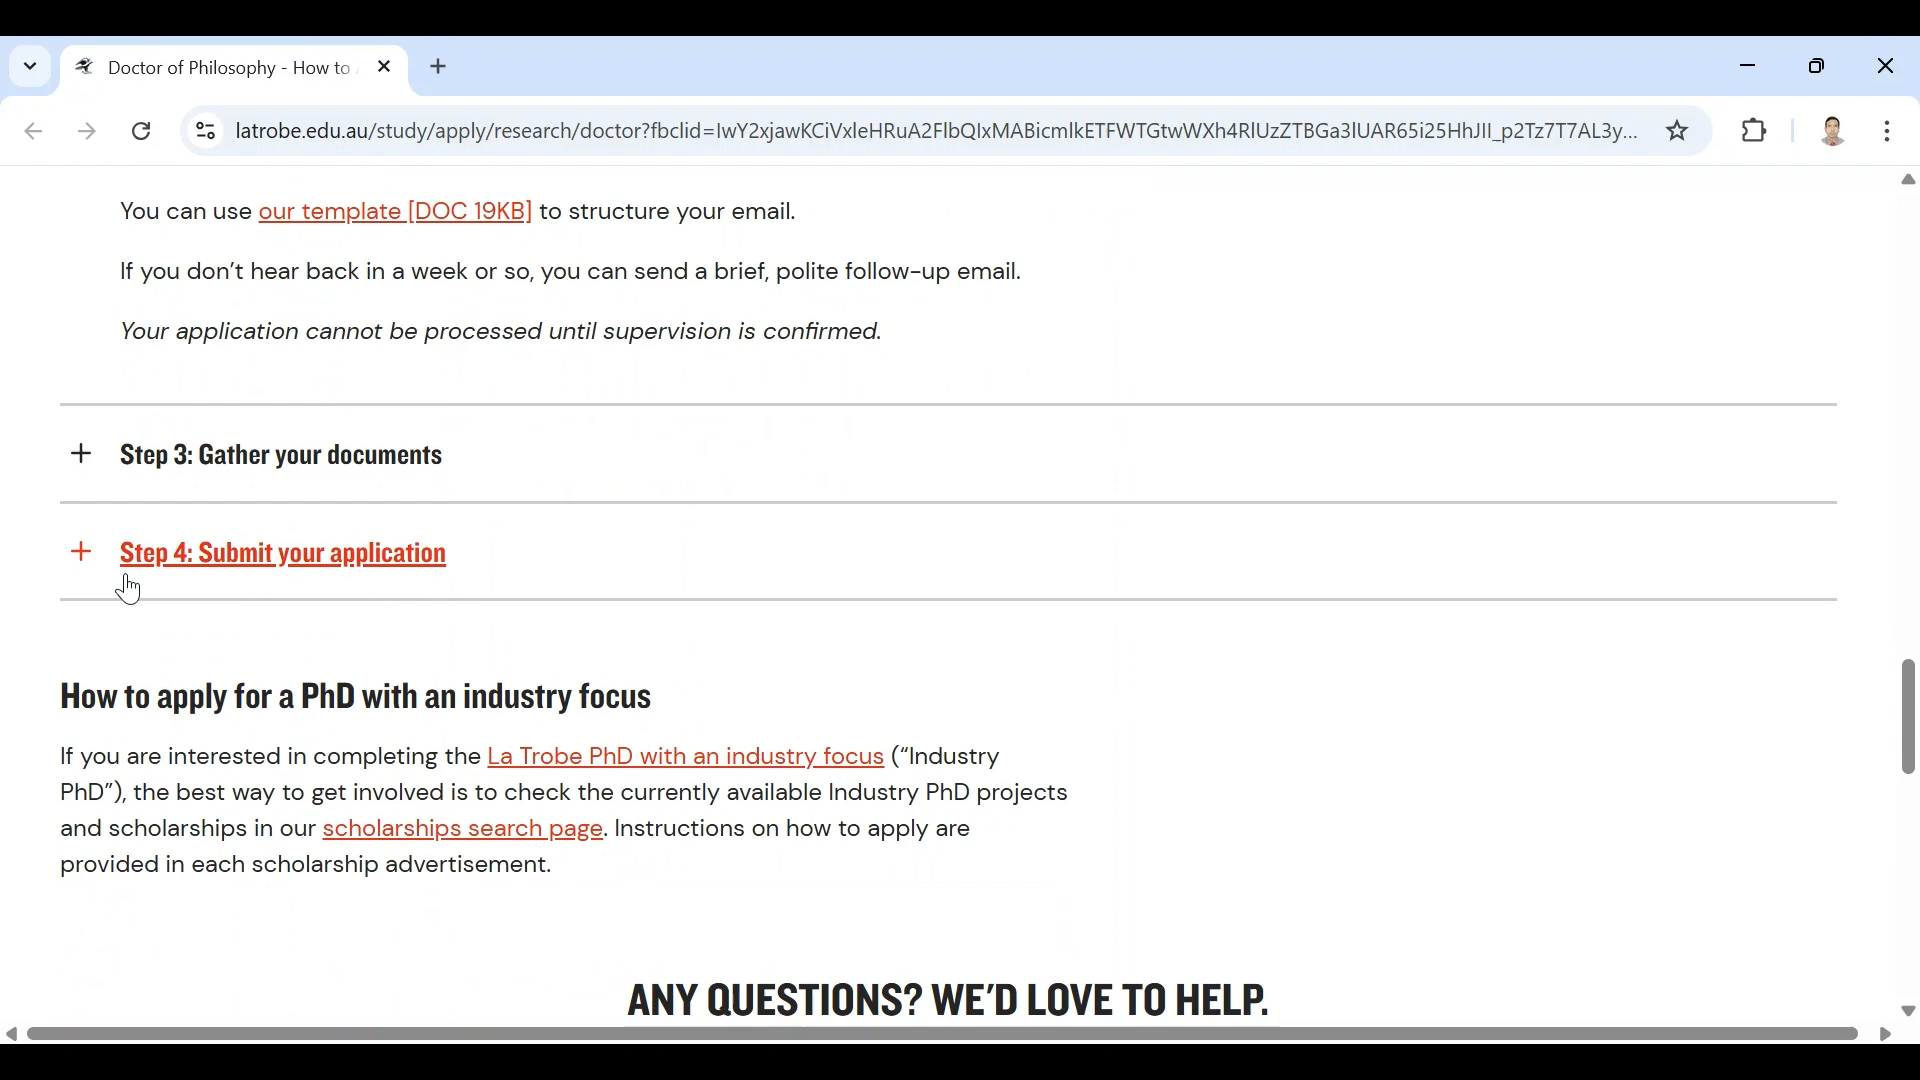 Doctor of Philosophy - How to
latrobe.edu.au/study/apply/research/doctor?fbclid=IwY2xjawKCiVxleHRuA2FlbQIxMABicmlkETFWTGtwWXh4RlUzZTBGa3lUAR65i25HhJII_p2Tz7T7AL3y...
You can use our template [DOC 19KB] to structure your email.
If you don’t hear back in a week or so, you can send a brief, polite follow-up email.
Your application cannot be processed until supervision is confirmed.
Step 3: Gather your documents
Step 4: Submit your application
How to apply for a PhD with an industry focus
If you are interested in completing the La Trobe PhD with an industry focus (“Industry
PhD”), the best way to get involved is to check the currently available Industry PhD projects
and scholarships in our scholarships search page. Instructions on how to apply are
provided in each scholarship advertisement.
ANY QUESTIONS? WE’D LOVE TO HELP.